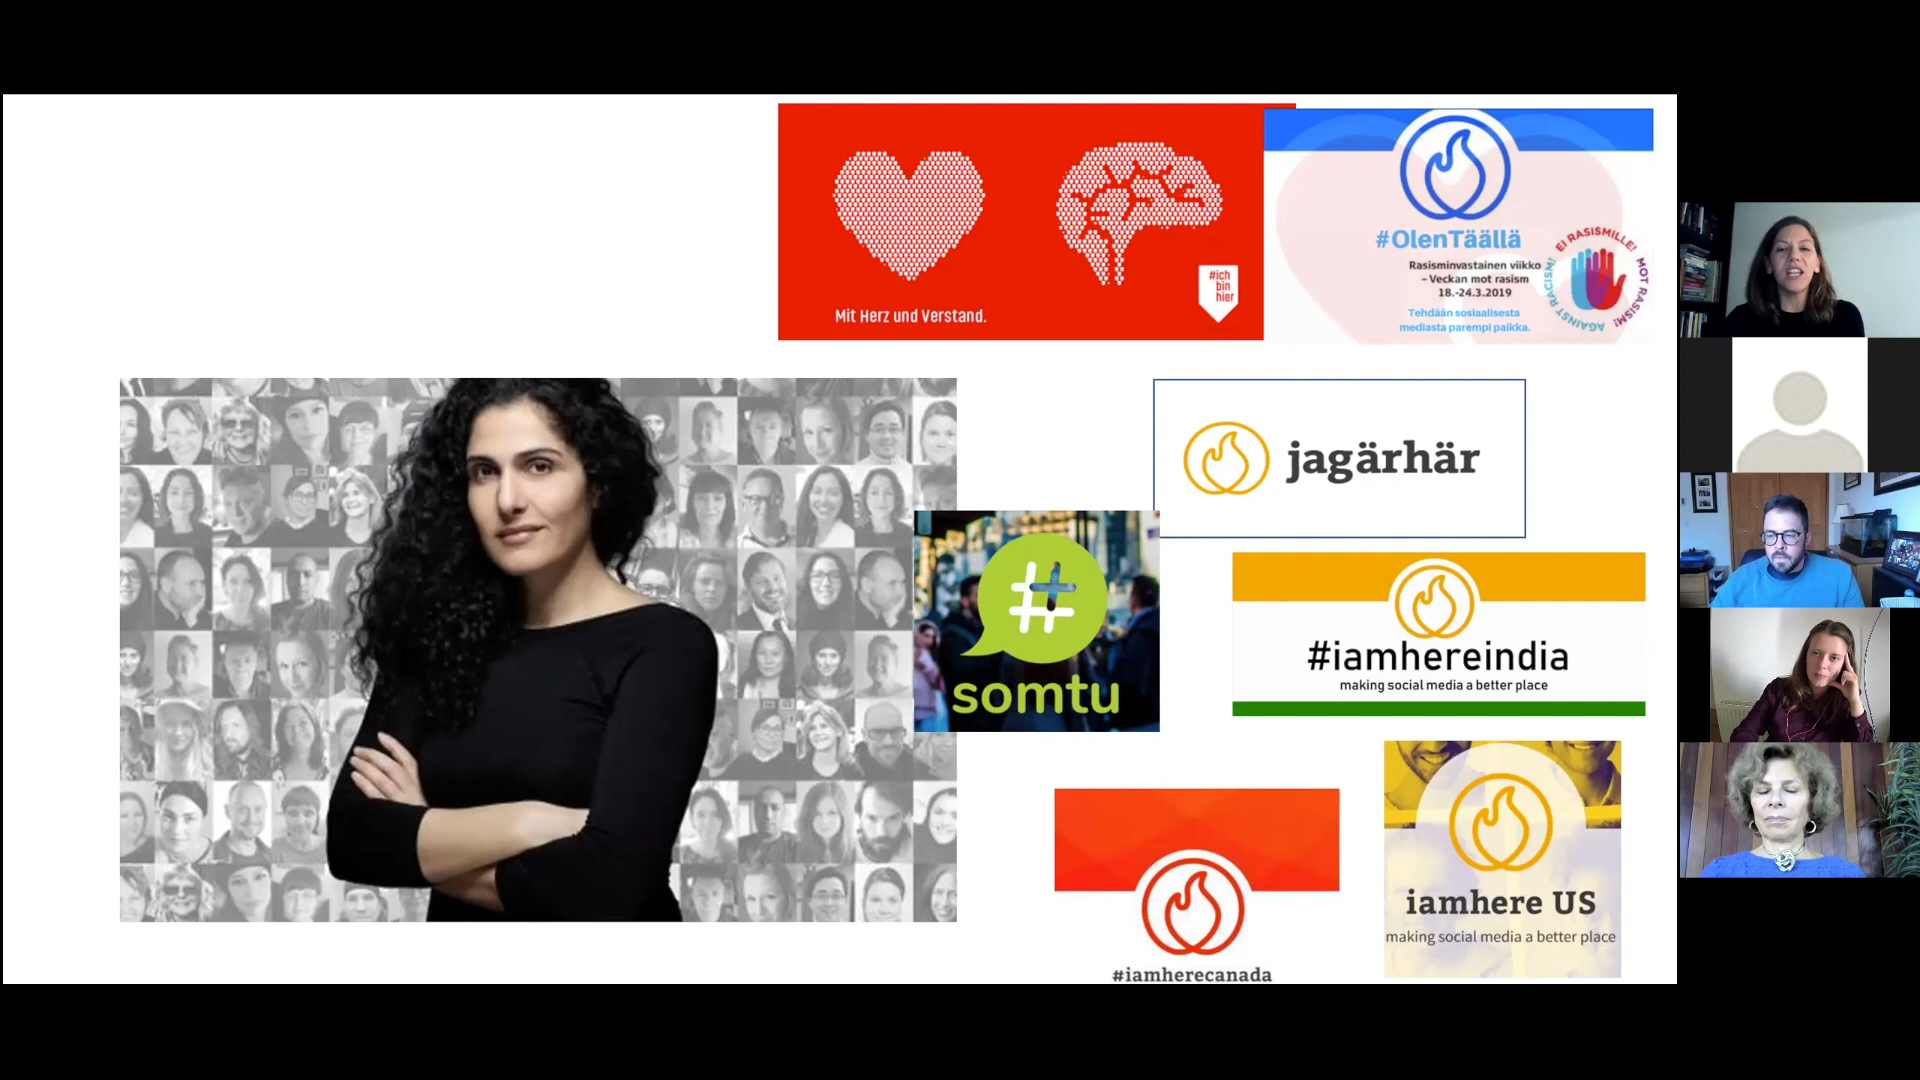 Mit Herz und Verstand.
#ich
bin
hier
#OlenTäällä
Rasisminvastainen viikko
- Veckan mot rasism
18.-24.3.2019
Tehdään sosiaalisesta
mediasta parempi paikka.
EI RASISMILLE! MOT RASISM! AGAINST RACISM!
jagärhär
#
somtu
#iamhereindia
making social media a better place
#iamherecanada
iamhere US
making social media a better place